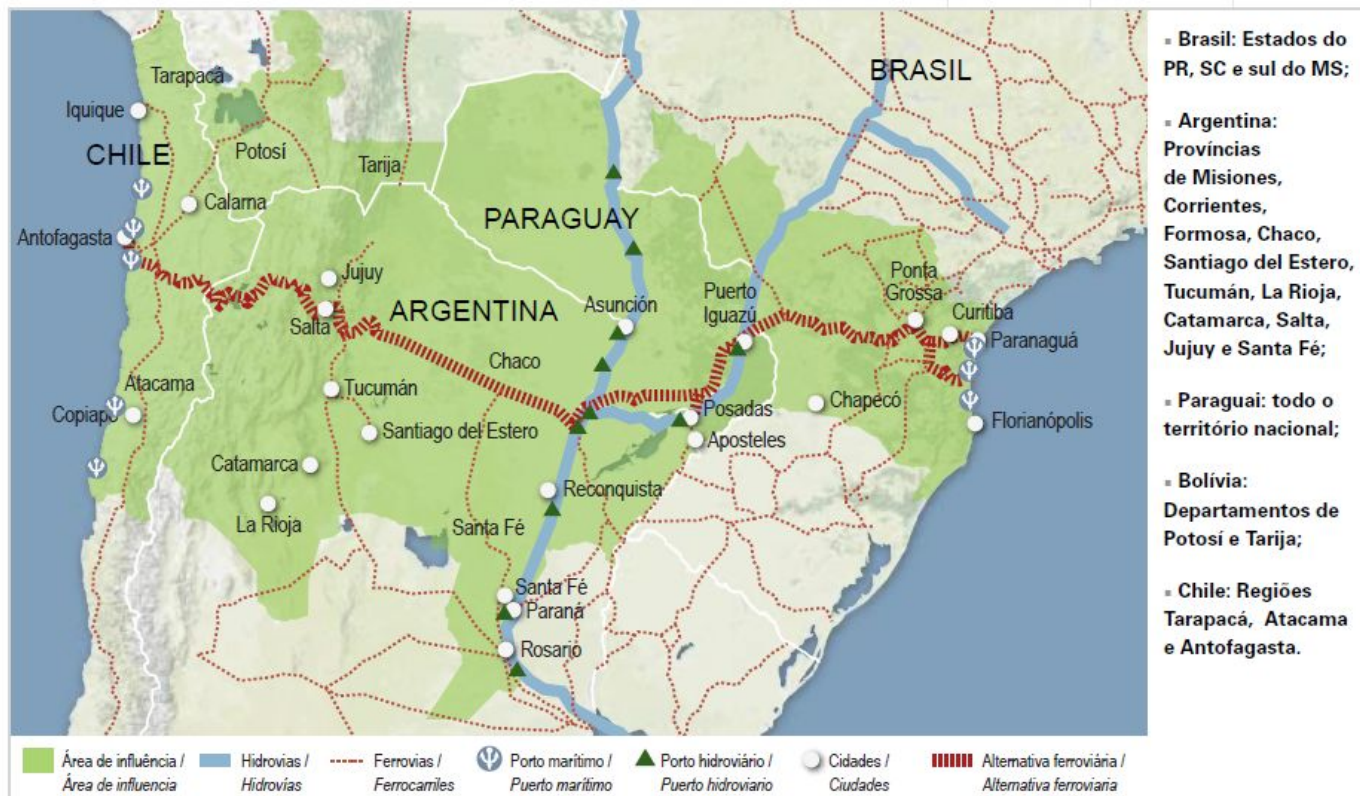 Tarapacá
BRASIL
Iquique
CHILE
Potosí
Tarija
Calama
PARAGUAY
Antofagasta
Jujuy
Salta
ARGENTINA
Asunción
Puerto
Iguazú
Ponta
Grossa
Curitiba
Paranaguá
Chaco
Atacama
Tucumán
Copiapó
Chapecó
Posadas
Florianópolis
Santiago del Estero
Aposteles
Catamarca
Reconquista
La Rioja
Santa Fé
Santa Fé
Paraná
Rosario
▪ Brasil: Estados do
PR, SC e sul do MS;
▪ Argentina:
Províncias
de Misiones,
Corrientes,
Formosa, Chaco,
Santiago del Estero,
Tucumán, La Rioja,
Catamarca, Salta,
Jujuy e Santa Fé;
▪ Paraguai: todo o
território nacional;
▪ Bolívia:
Departamentos de
Potosí e Tarija;
▪ Chile: Regiões
Tarapacá, Atacama
e Antofagasta.
Área de influência /
Área de influencia
Hidrovias /
Hidrovías
Ferrovias /
Ferrocarriles
Porto marítimo /
Puerto marítimo
Porto hidroviário /
Puerto hidroviario
Cidades /
Ciudades
Alternativa ferroviária /
Alternativa ferroviaria